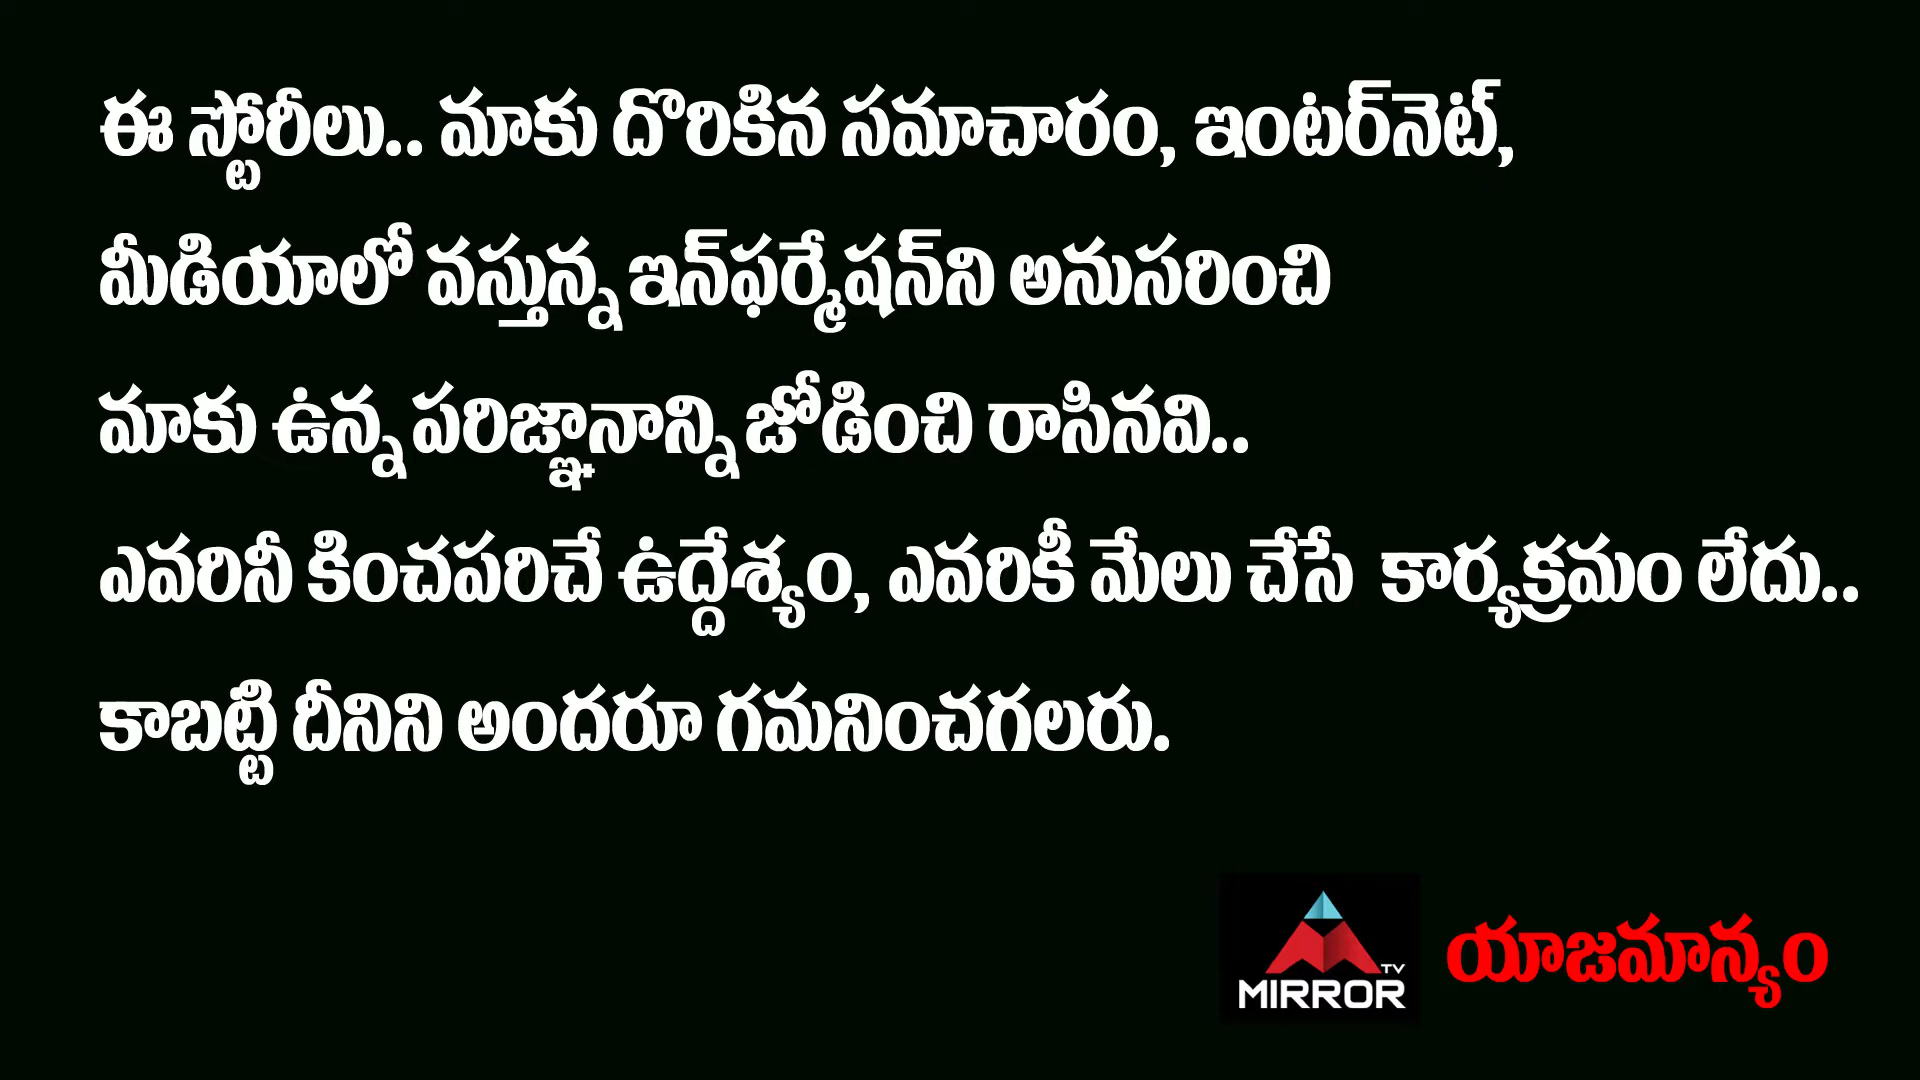 ఈ స్టోరీలు.. మాకు దొరికిన సమాచారం, ఇంటర్‌నెట్,
మీడియాలో వస్తున్న ఇన్‌ఫర్మేషన్‌ని అనుసరించి
మాకు ఉన్న పరిజ్ఞానాన్ని జోడించి రాసినవి..
ఎవరినీ కించపరిచే ఉద్దేశ్యం, ఎవరికీ మేలు చేసే కార్యక్రమం లేదు..
కాబట్టి దీనిని అందరూ గమనించగలరు.
TV
MIRROR
యాజమాన్యం